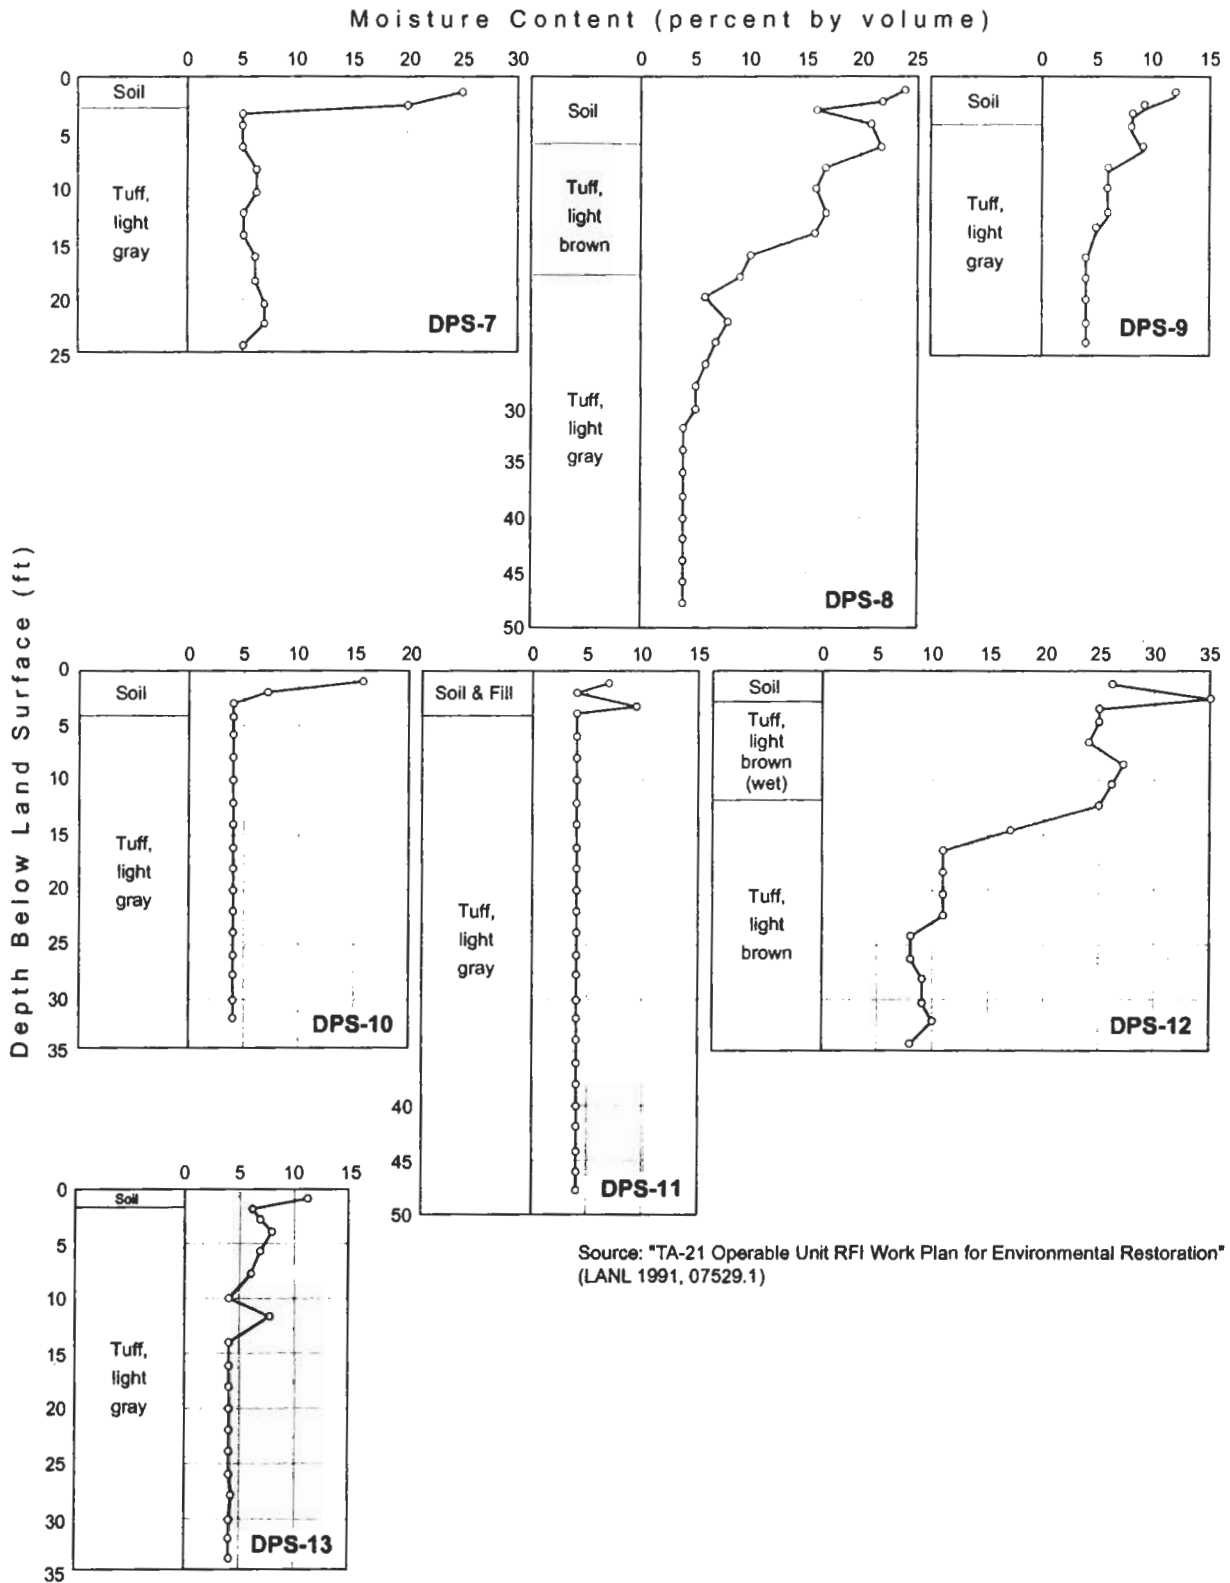 Moisture Content (percent by volume)
0 5 10 15 20 25 30
0
5
10
15
20
25
Soil
Tuff,
light
gray
DPS-7
0 5 10 15 20 25
30
35
40
45
50
Soil
Tuff,
light
brown
Tuff,
light
gray
DPS-8
0 5 10 15
Soil
Tuff,
light
gray
DPS-9
Depth Below Land Surface (ft)
0 5 10 15 20
0
5
10
15
20
25
30
35
Soil
Tuff,
light
gray
DPS-10
0 5 10 15
40
45
50
Soil & Fill
Tuff,
light
gray
DPS-11
0 5 10 15 20 25 30 35
Soil
Tuff,
light
brown
(wet)
Tuff,
light
brown
DPS-12
0 5 10 15
0
5
10
15
20
25
30
35
Soil
Tuff,
light
gray
DPS-13
Source: "TA-21 Operable Unit RFI Work Plan for Environmental Restoration"
(LANL 1991, 07529.1)